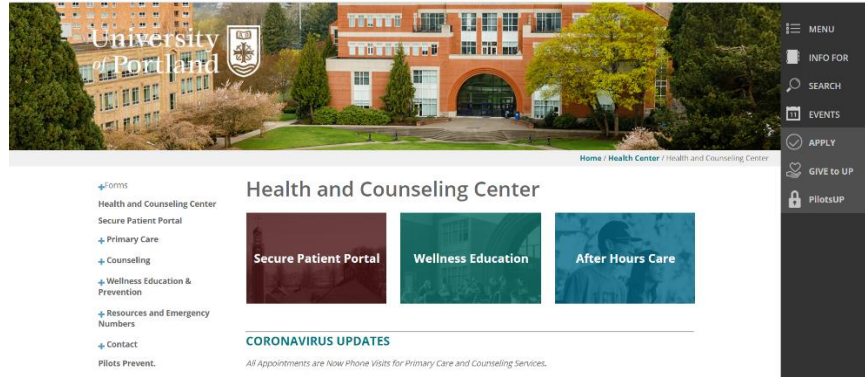 University
of Portland
MENU
INFO FOR
SEARCH
11 EVENTS
APPLY
GIVE to UP
PilotsUP
Home / Health Center / Health and Counseling Center
+Forms
Health and Counseling Center
Secure Patient Portal
+ Primary Care
+ Counseling
+ Wellness Education &
Prevention
+ Resources and Emergency
Numbers
+ Contact
Pilots Prevent.
Health and Counseling Center
Secure Patient Portal
Wellness Education
After Hours Care
CORONAVIRUS UPDATES
All Appointments are Now Phone Visits for Primary Care and Counseling Services.